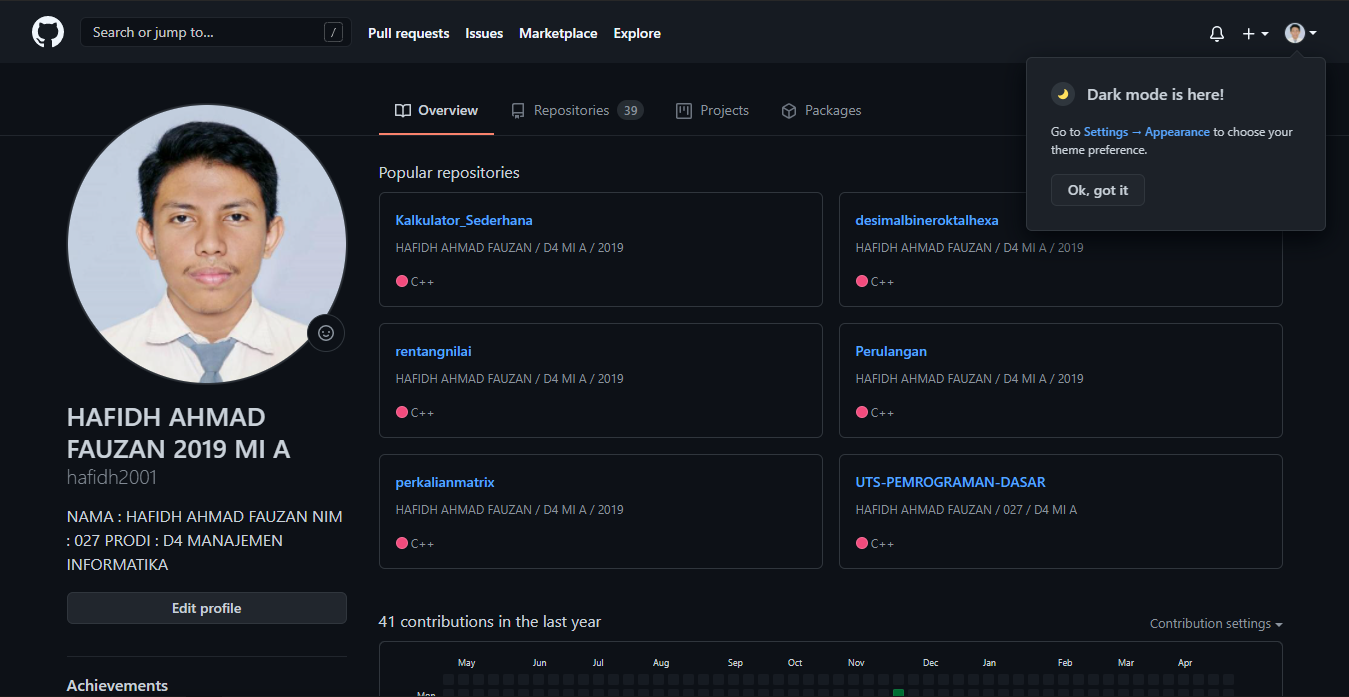 Search or jump to...
/
Pull requests
Issues
Marketplace
Explore
Dark mode is here!
Go to Settings → Appearance to choose your
theme preference.
Ok, got it
Overview
Repositories 39
Projects
Packages
HAFIDH AHMAD
FAUZAN 2019 MI A
hafidh2001
NAMA : HAFIDH AHMAD FAUZAN NIM
: 027 PRODI : D4 MANAJEMEN
INFORMATIKA
Edit profile
Achievements
Popular repositories
Kalkulator_Sederhana
HAFIDH AHMAD FAUZAN / D4 MI A / 2019
C++
desimalbineroktalhexa
HAFIDH AHMAD FAUZAN / D4 MI A / 2019
C++
rentangnilai
HAFIDH AHMAD FAUZAN / D4 MI A / 2019
C++
Perulangan
HAFIDH AHMAD FAUZAN / D4 MI A / 2019
C++
perkalianmatrix
HAFIDH AHMAD FAUZAN / D4 MI A / 2019
C++
UTS-PEMROGRAMAN-DASAR
HAFIDH AHMAD FAUZAN / 027 / D4 MI A
C++
41 contributions in the last year
Contribution settings
May Jun Jul Aug Sep Oct Nov Dec Jan Feb Mar Apr
Mon